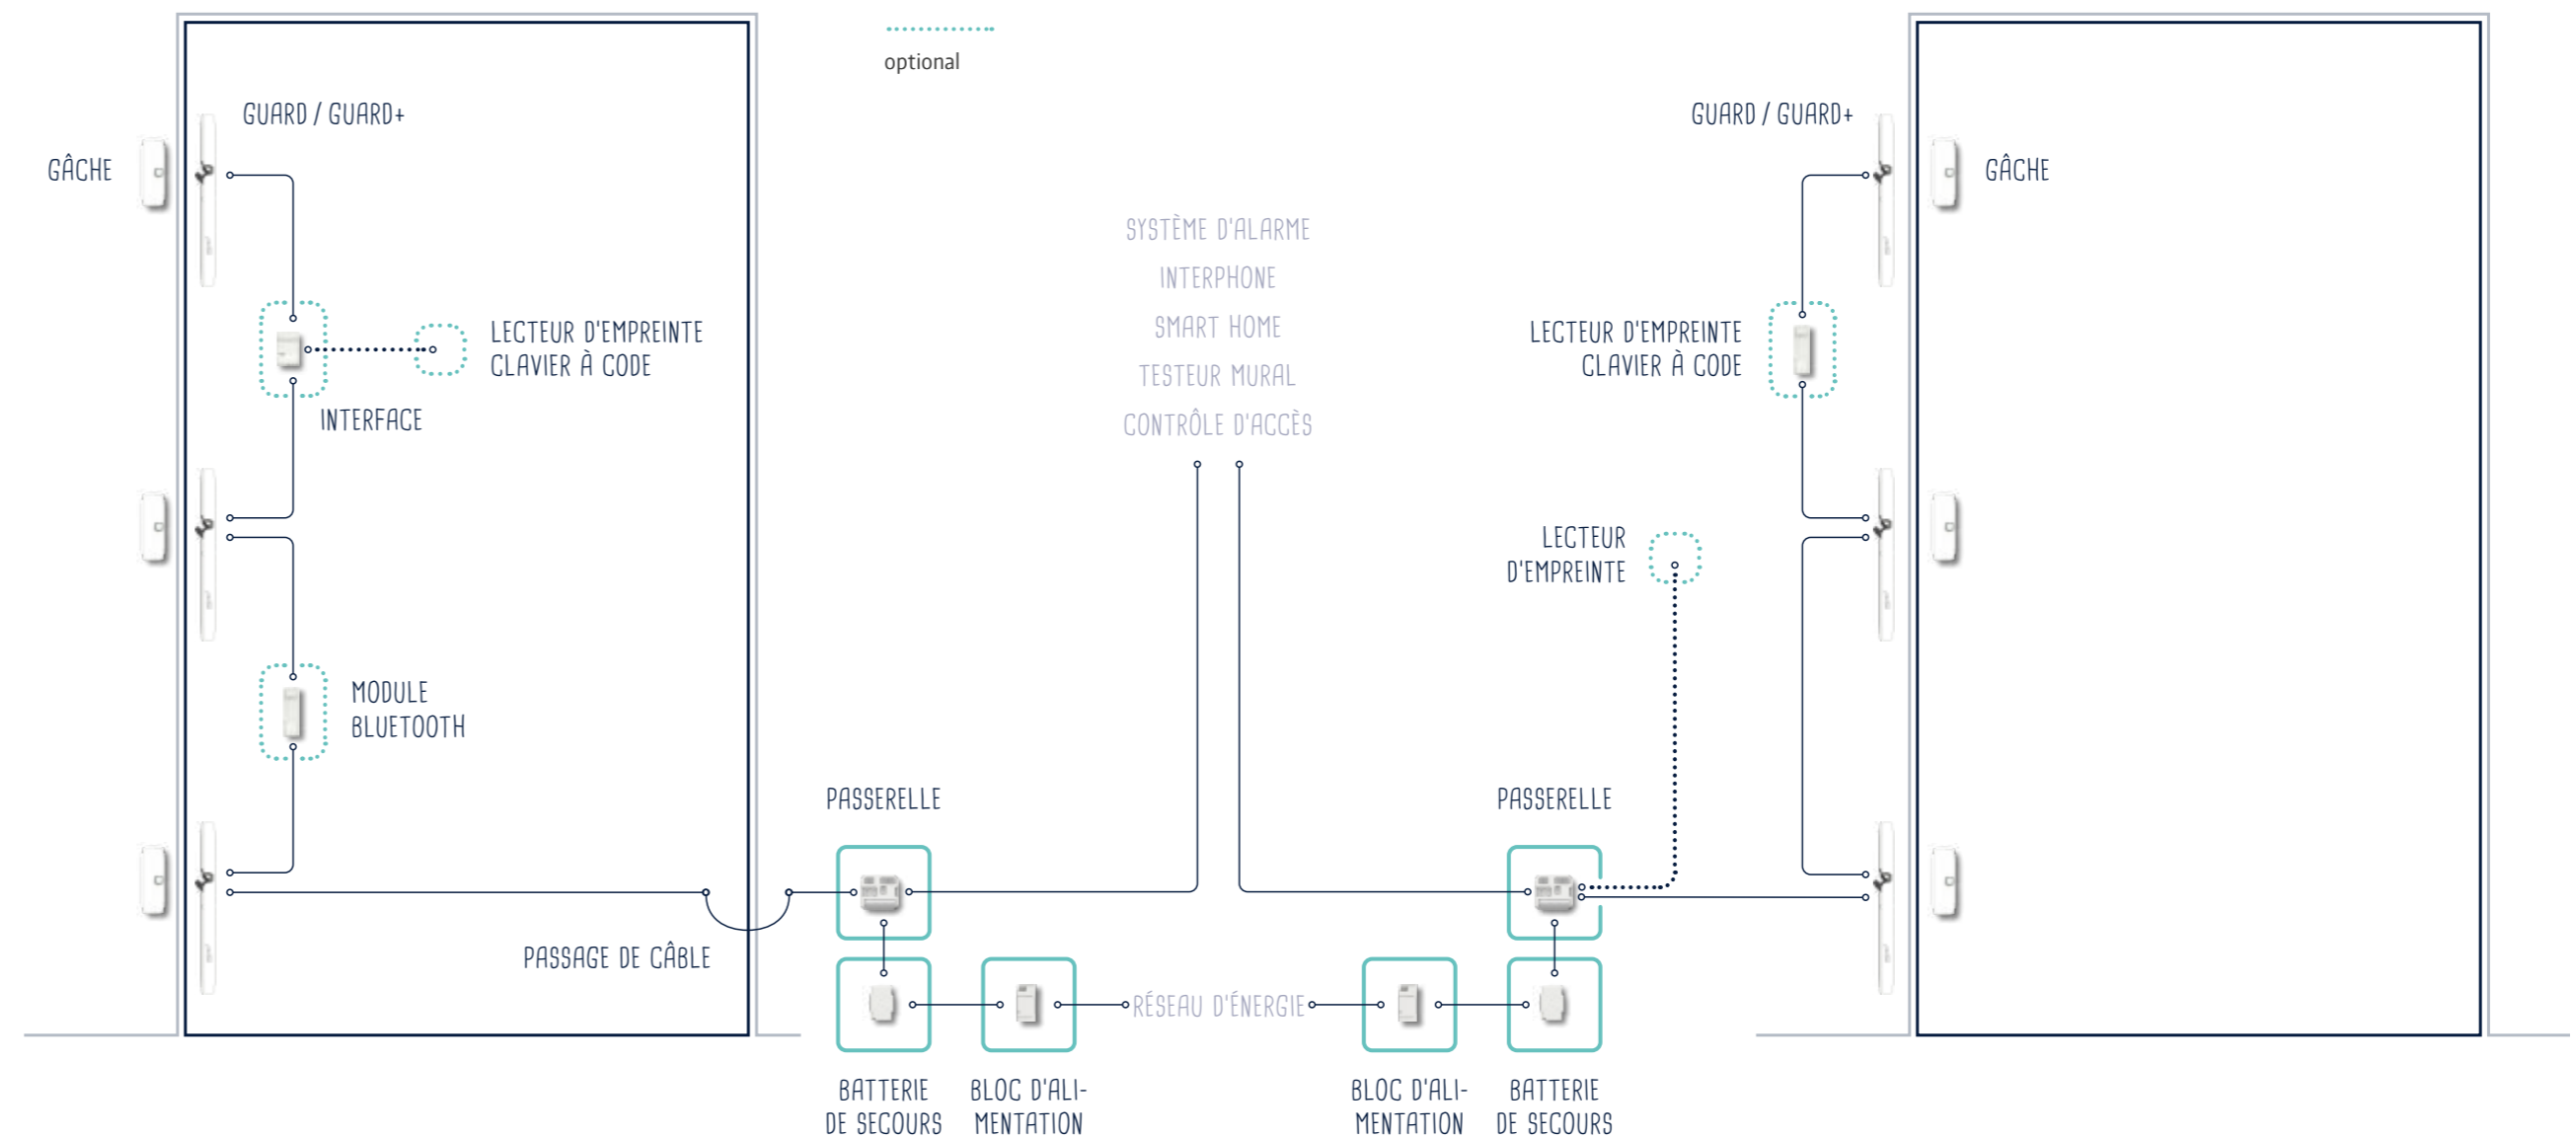 optional
GUARD / GUARD+
GÂCHE
LECTEUR D'EMPREINTE
CLAVIER À CODE
INTERFACE
MODULE
BLUETOOTH
PASSAGE DE CÂBLE
SYSTÈME D'ALARME
INTERPHONE
SMART HOME
TESTEUR MURAL
CONTRÔLE D'ACCÈS
PASSERELLE
BATTERIE
DE SECOURS
BLOC D'ALI-
MENTATION
RÉSEAU D'ÉNERGIE
BLOC D'ALI-
MENTATION
BATTERIE
DE SECOURS
PASSERELLE
LECTEUR
D'EMPREINTE
LECTEUR D'EMPREINTE
CLAVIER À CODE
GUARD / GUARD+
GÂCHE